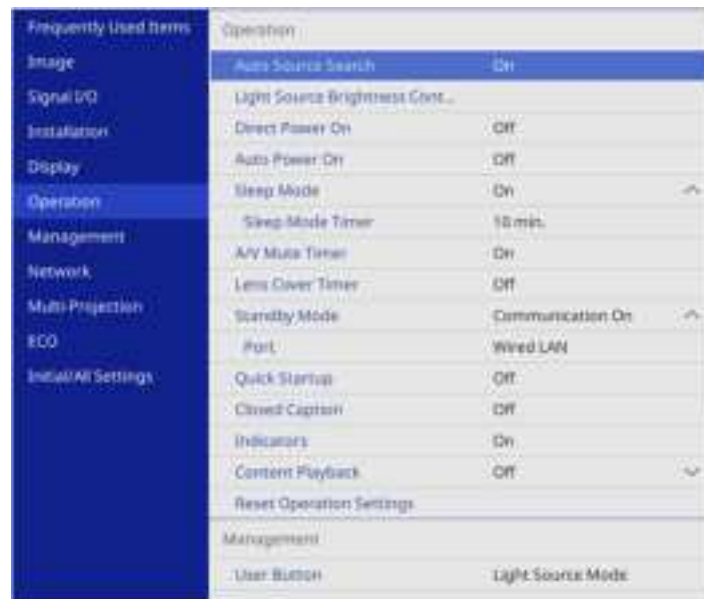 Frequently Used Items
Image
Signal I/O
Installation
Display
Operation
Management
Network
Multi-Projection
ECO
Initial/All Settings
Operation
Auto Source Search On
Light Source Brightness Cont...
Direct Power On Off
Auto Power On Off
Sleep Mode On
Sleep Mode Timer 10 min.
A/V Mute Timer On
Lens Cover Timer Off
Standby Mode Communication On
Port Wired LAN
Quick Startup Off
Closed Caption Off
Indicators On
Content Playback Off
Reset Operation Settings
Management
User Button Light Source Mode